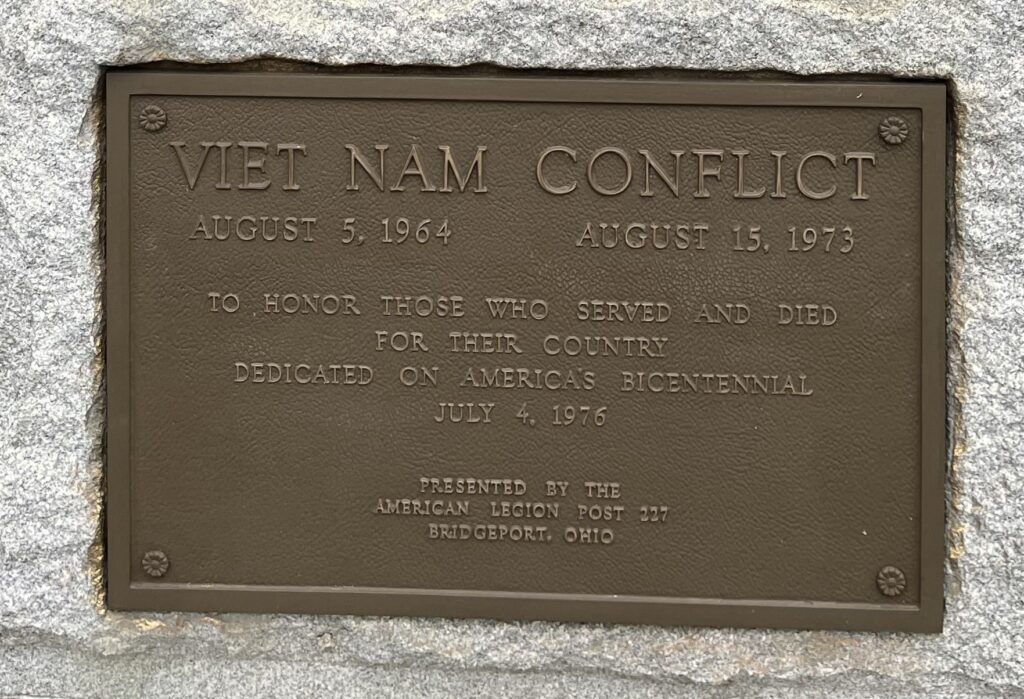 VIET NAM CONFLICT
AUGUST 5, 1964 AUGUST 15, 1973
TO HONOR THOSE WHO SERVED AND DIED
FOR THEIR COUNTRY
DEDICATED ON AMERICA'S BICENTENNIAL
JULY 4, 1976
PRESENTED BY THE
AMERICAN LEGION POST 227
BRIDGEPORT, OHIO